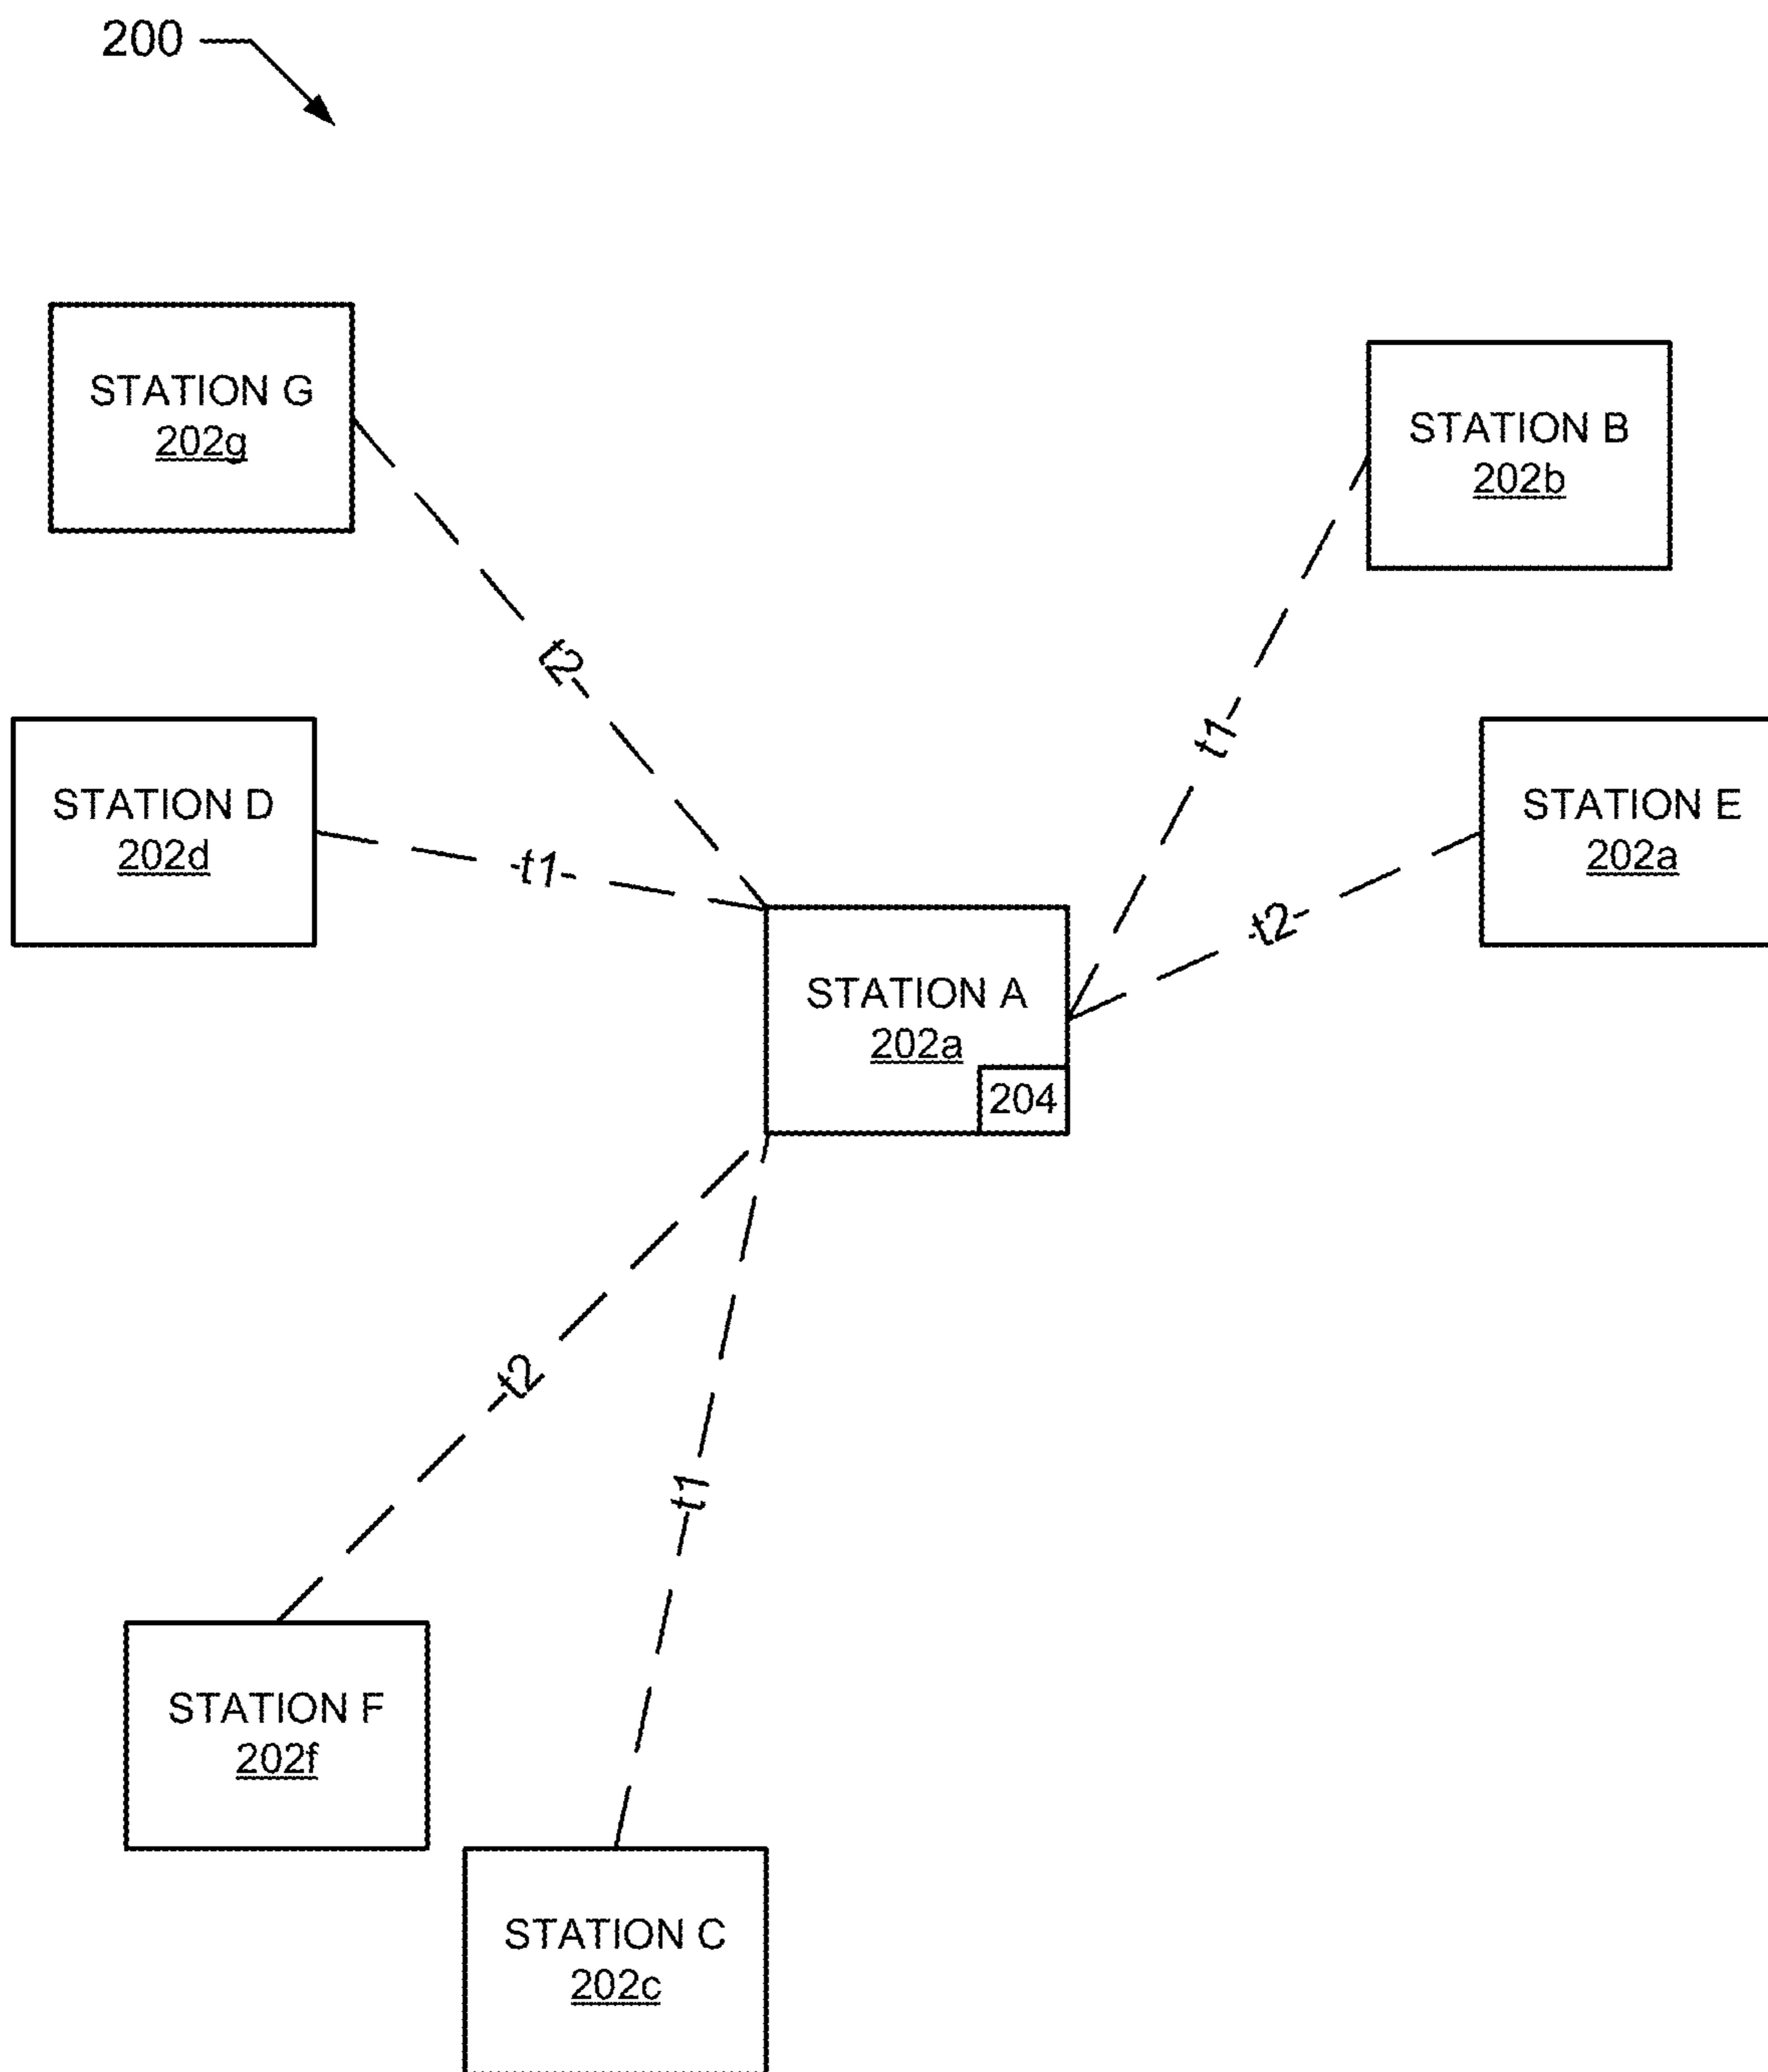 200
STATION G
202g
STATION B
202b
t2
t1
STATION D
202d
STATION E
202a
t1
t2
STATION A
202a
204
t2
t1
STATION F
202f
STATION C
202c